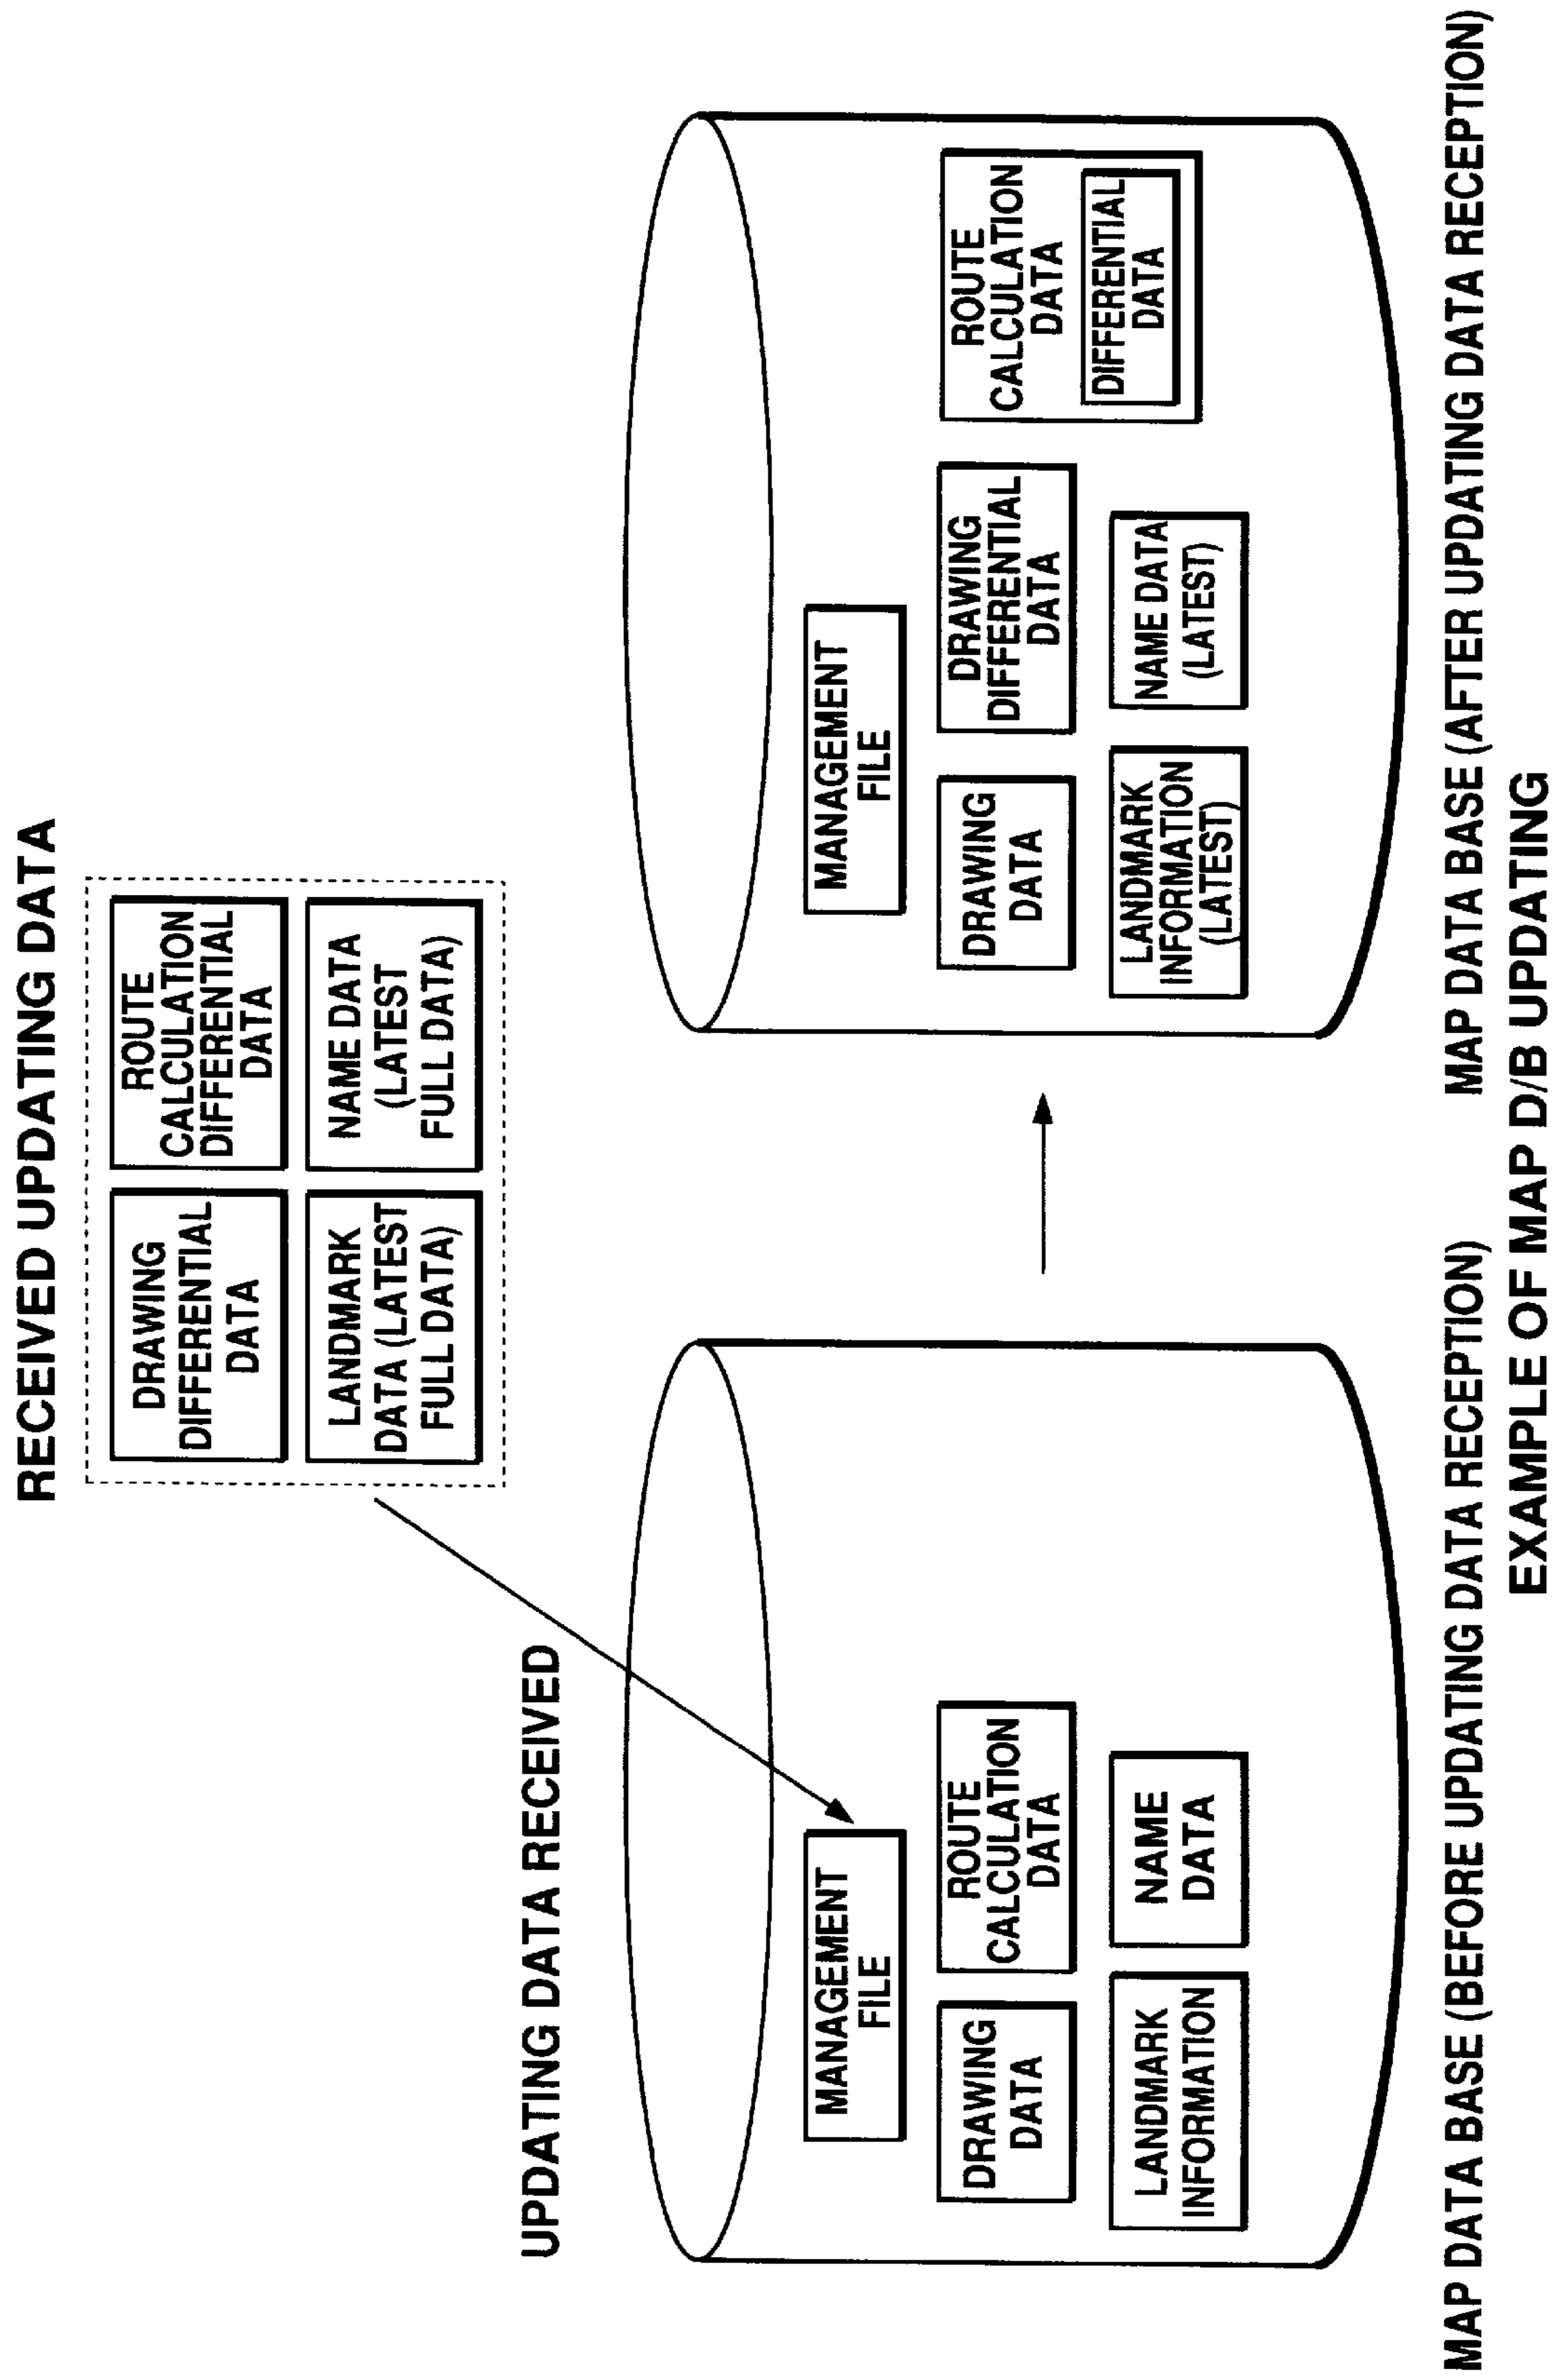 RECEIVED UPDATING DATA
DRAWING
DIFFERENTIAL
DATA
ROUTE
CALCULATION
DIFFERENTIAL
DATA
LANDMARK
DATA (LATEST
FULL DATA)
NAME DATA
(LATEST
FULL DATA)
UPDATING DATA RECEIVED
MANAGEMENT
FILE
DRAWING
DATA
ROUTE
CALCULATION
DATA
LANDMARK
INFORMATION
NAME
DATA
MANAGEMENT
FILE
DRAWING
DATA
DRAWING
DIFFERENTIAL
DATA
ROUTE
CALCULATION
DATA
DIFFERENTIAL
DATA
LANDMARK
INFORMATION
(LATEST)
NAME DATA
(LATEST)
MAP DATA BASE (BEFORE UPDATING DATA RECEPTION)
MAP DATA BASE (AFTER UPDATING DATA RECEPTION)
EXAMPLE OF MAP D/B UPDATING